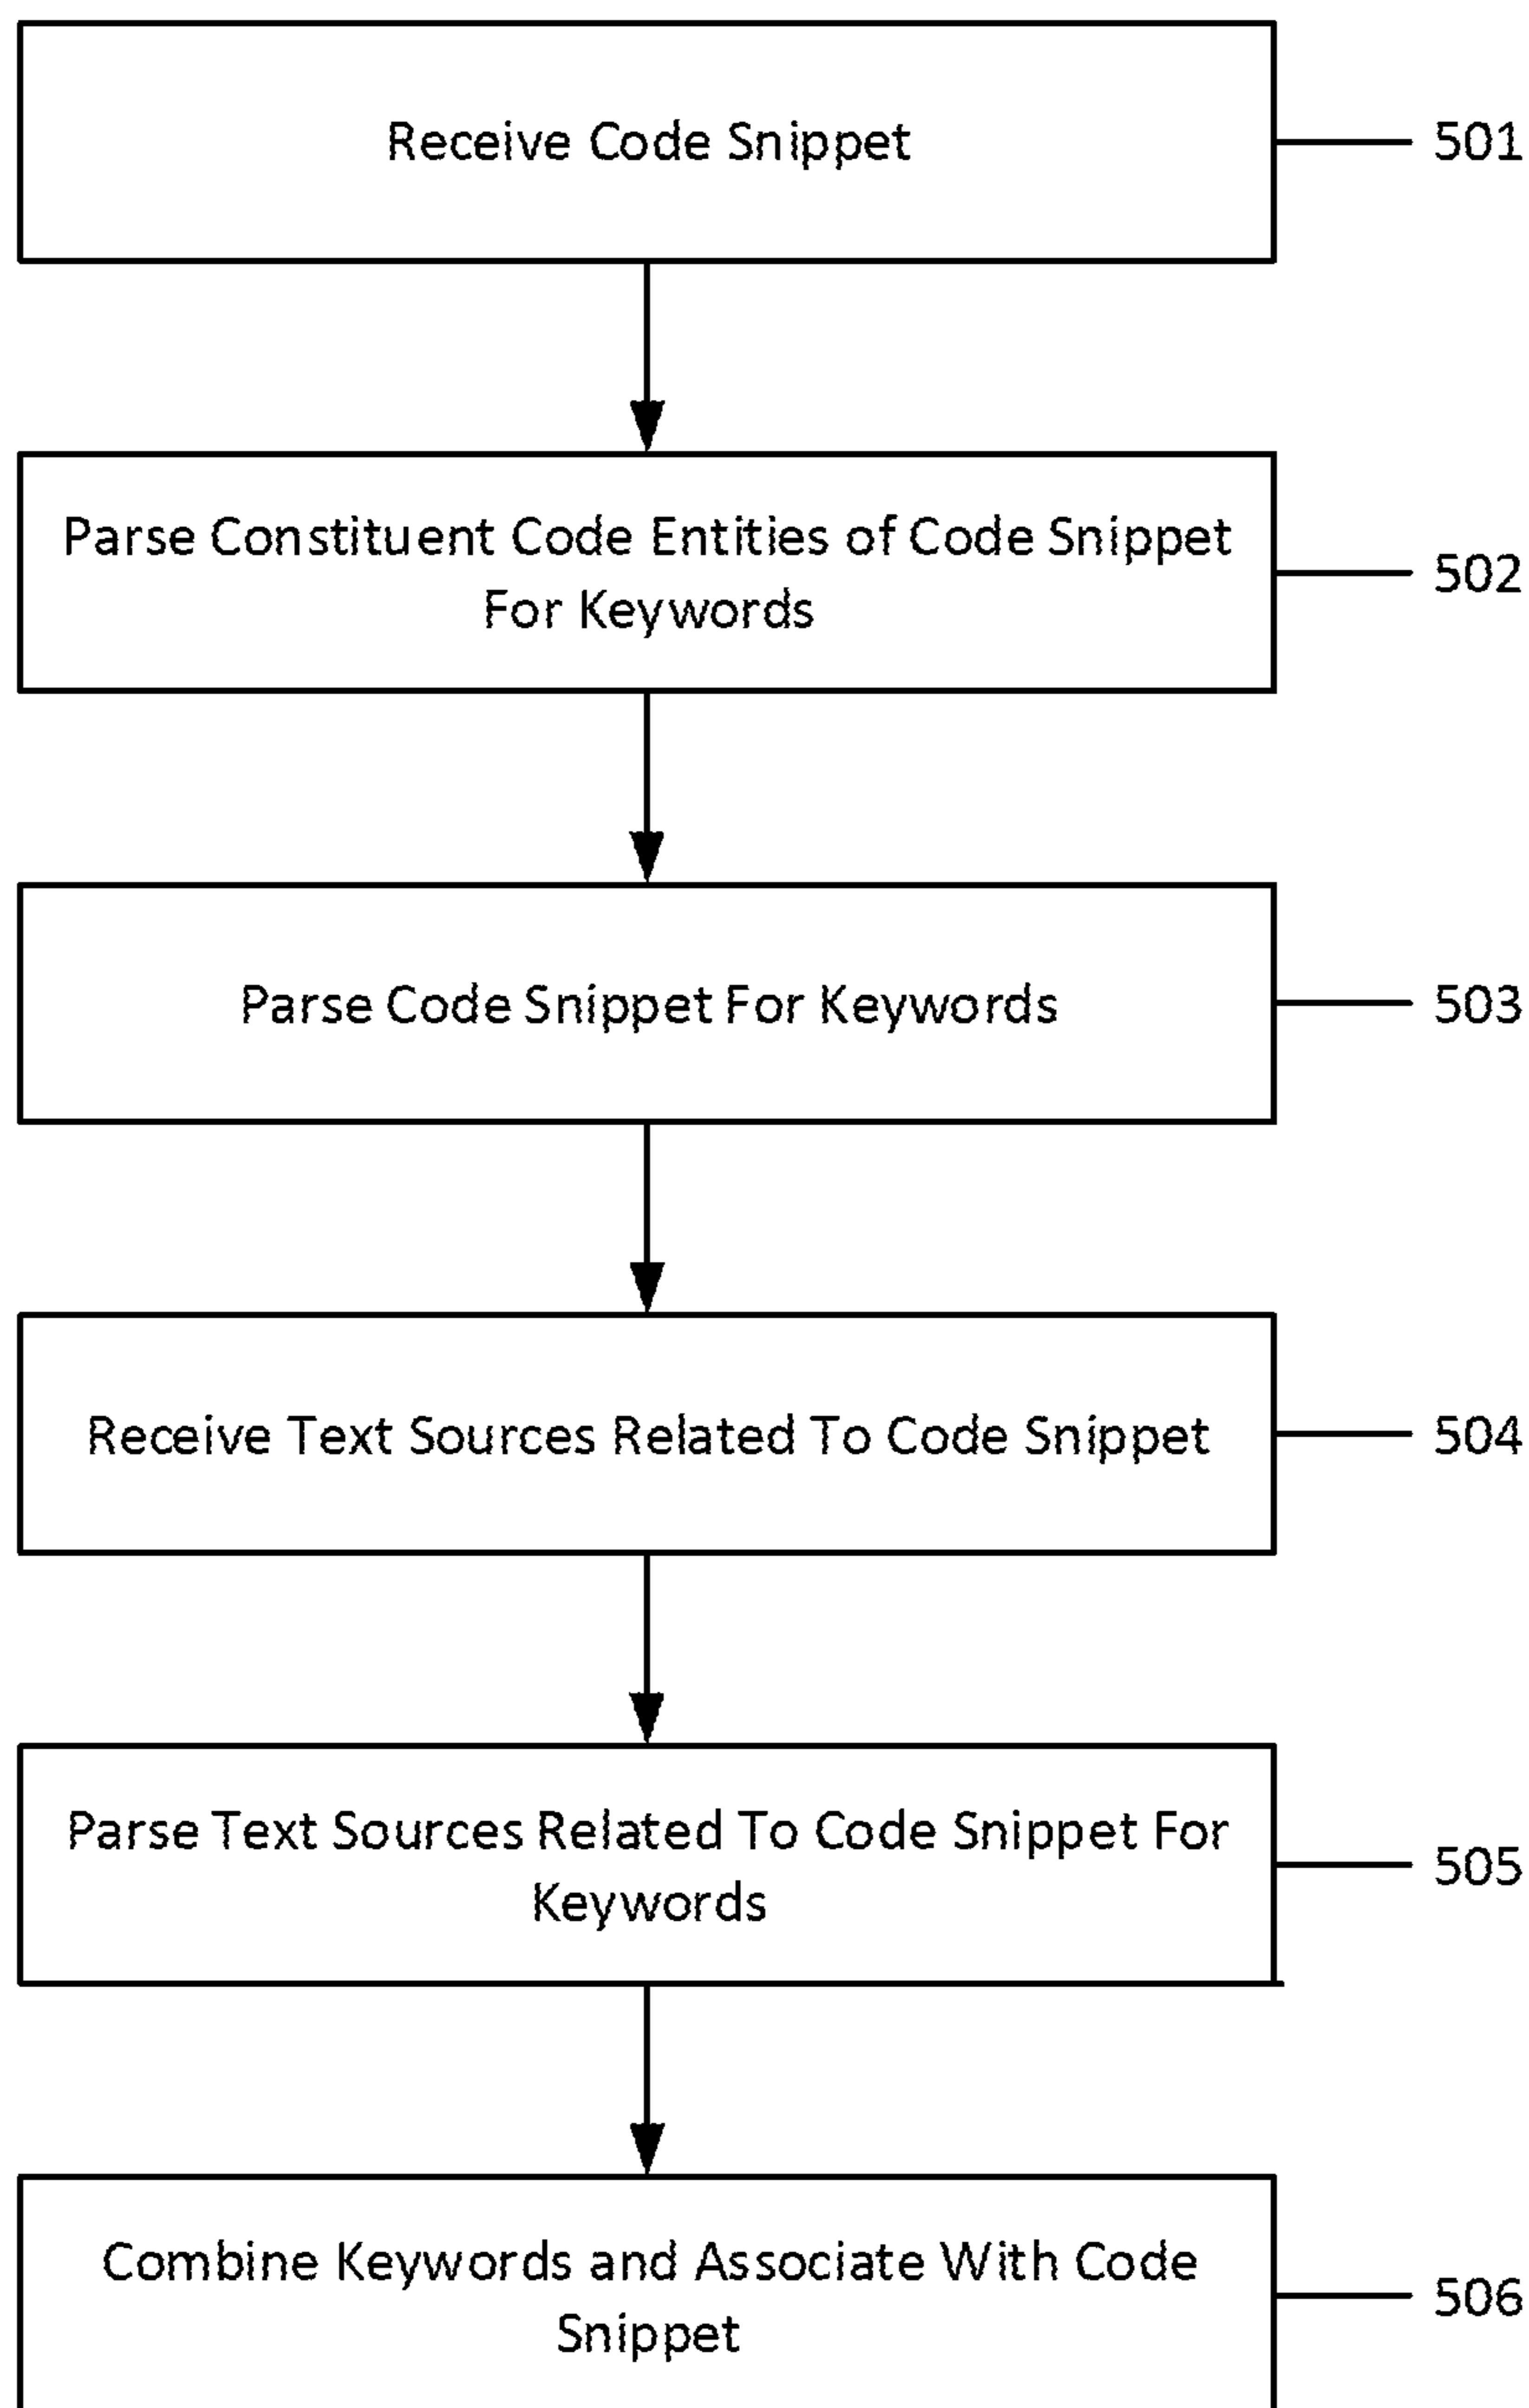 Receive Code Snippet
501
Parse Constituent Code Entities of Code Snippet
For Keywords
502
Parse Code Snippet For Keywords
503
Receive Text Sources Related To Code Snippet
504
Parse Text Sources Related To Code Snippet For
Keywords
505
Combine Keywords and Associate With Code
Snippet
506